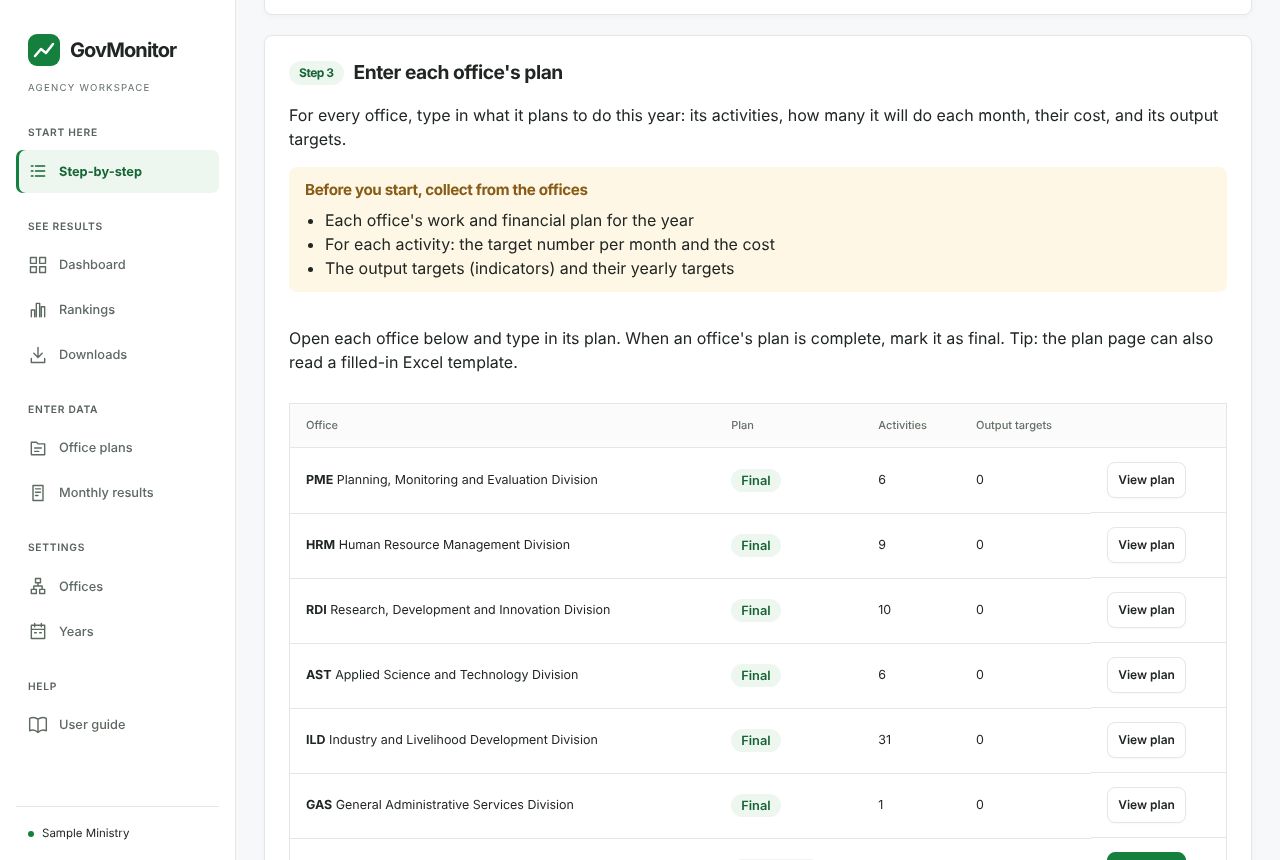 GovMonitor
AGENCY WORKSPACE
START HERE
Step-by-step
SEE RESULTS
Dashboard
Rankings
Downloads
ENTER DATA
Office plans
Monthly results
SETTINGS
Offices
Years
HELP
User guide
Sample Ministry
Step 3 Enter each office's plan
For every office, type in what it plans to do this year: its activities, how many it will do each month, their cost, and its output
targets.
Before you start, collect from the offices
• Each office's work and financial plan for the year
• For each activity: the target number per month and the cost
• The output targets (indicators) and their yearly targets
Open each office below and type in its plan. When an office's plan is complete, mark it as final. Tip: the plan page can also
read a filled-in Excel template.
Office Plan Activities Output targets
PME Planning, Monitoring and Evaluation Division Final 6 0 View plan
HRM Human Resource Management Division Final 9 0 View plan
RDI Research, Development and Innovation Division Final 10 0 View plan
AST Applied Science and Technology Division Final 6 0 View plan
ILD Industry and Livelihood Development Division Final 31 0 View plan
GAS General Administrative Services Division Final 1 0 View plan